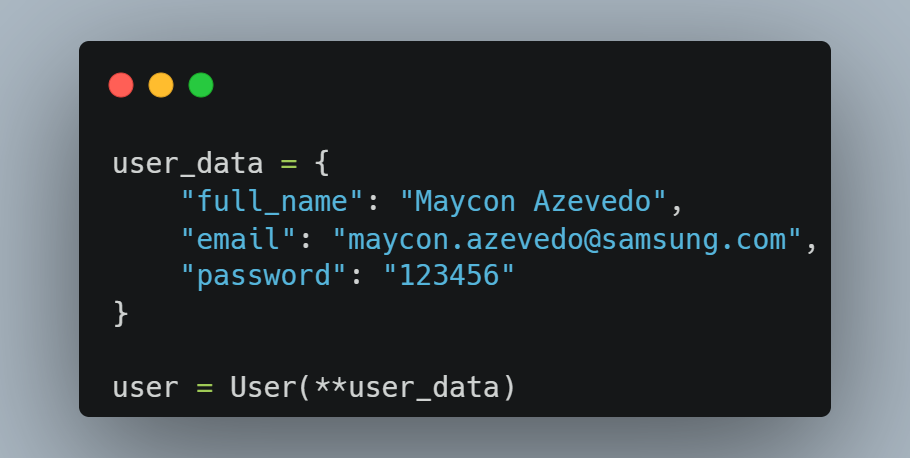 user_data = {
    "full_name": "Maycon Azevedo",
    "email": "maycon.azevedo@samsung.com",
    "password": "123456"
}
user = User(**user_data)